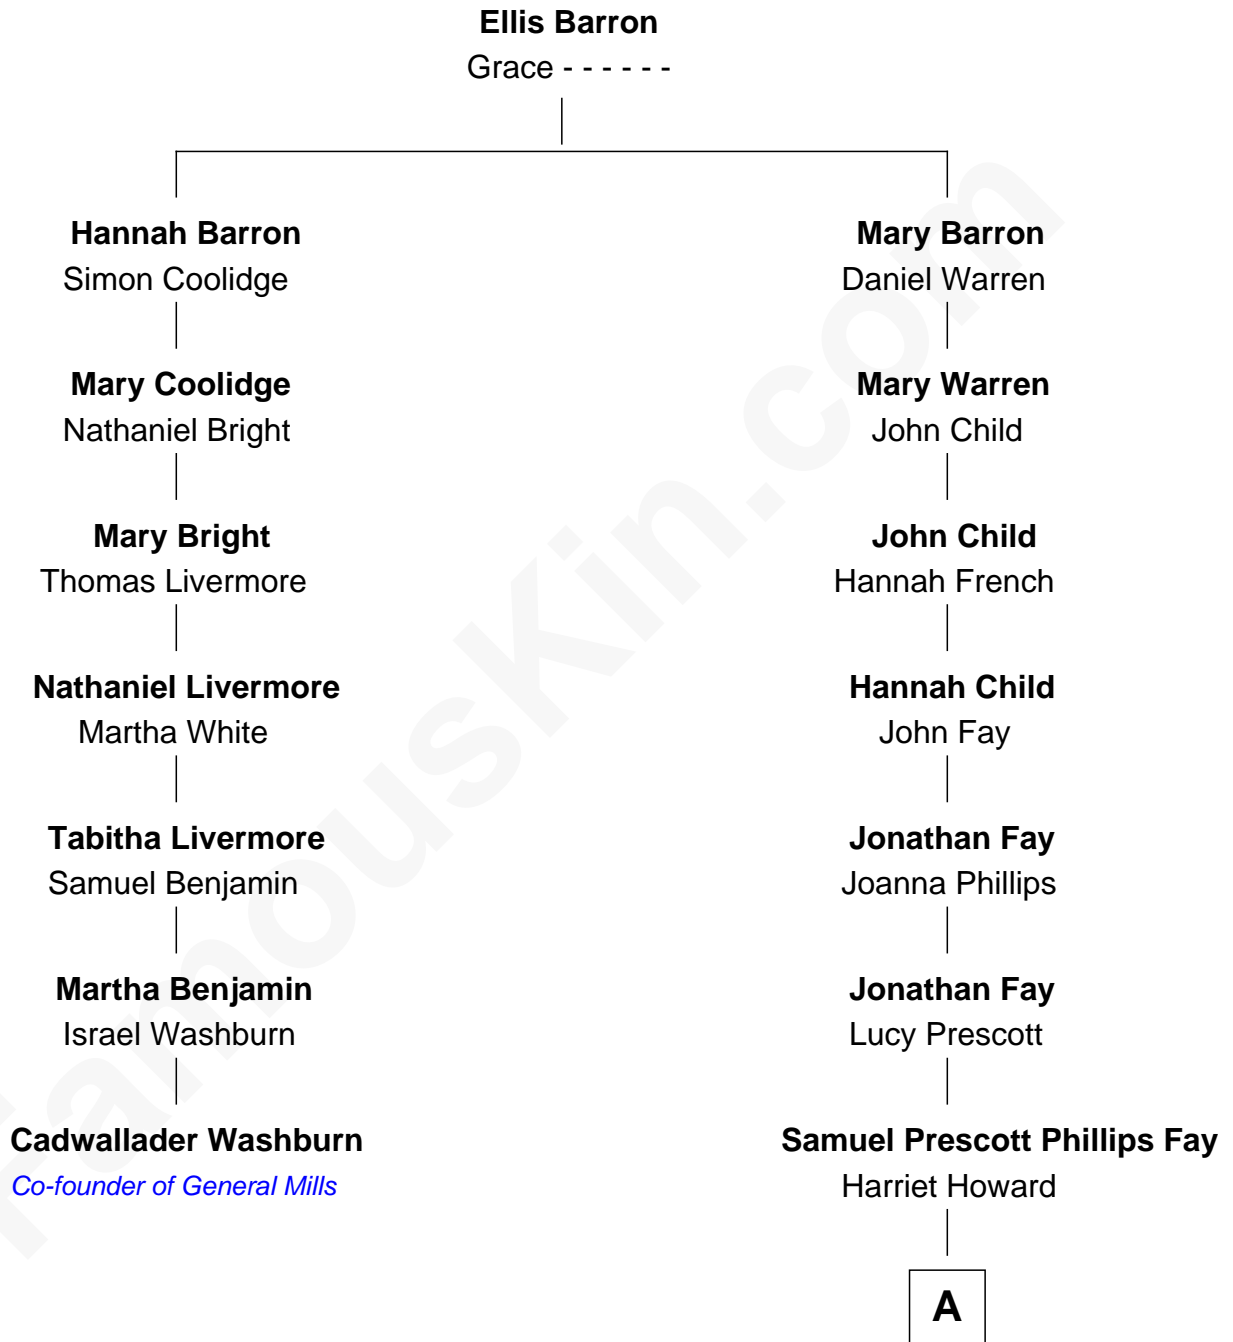 Ellis Barron
Grace - - - - - -
Hannah Barron
Simon Coolidge
Mary Coolidge
Nathaniel Bright
Mary Bright
Thomas Livermore
Nathaniel Livermore
Martha White
Tabitha Livermore
Samuel Benjamin
Martha Benjamin
Israel Washburn
Cadwallader Washburn
Co-founder of General Mills
Mary Barron
Daniel Warren
Mary Warren
John Child
John Child
Hannah French
Hannah Child
John Fay
Jonathan Fay
Joanna Phillips
Jonathan Fay
Lucy Prescott
Samuel Prescott Phillips Fay
Harriet Howard
A
FamousKin.com